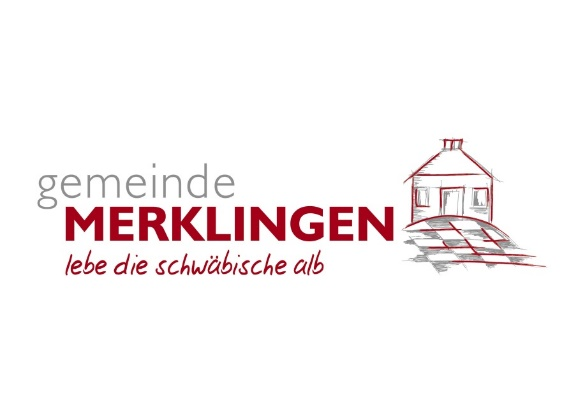 gemeinde
MERKLINGEN
lebe die schwäbische alb